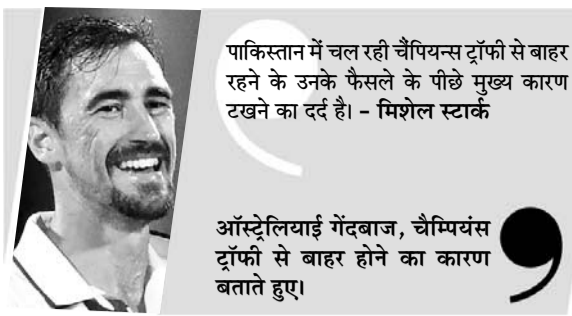 पाकिस्तान में चल रही चैंपियन्स ट्रॉफी से बाहर
रहने के उनके फैसले के पीछे मुख्य कारण
टखने का दर्द है। – मिशेल स्टार्क
ऑस्ट्रेलियाई गेंदबाज, चैम्पियंस
ट्रॉफी से बाहर होने का कारण
बताते हुए।